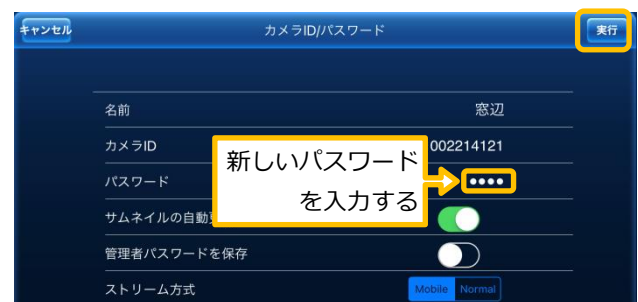 キャンセル カメラID/パスワード 実行
名前 窓辺
カメラID 002214121
新しいパスワード
を入力する
パスワード ••••
サムネイルの自動
管理者パスワードを保存
ストリーム方式 Mobile Normal